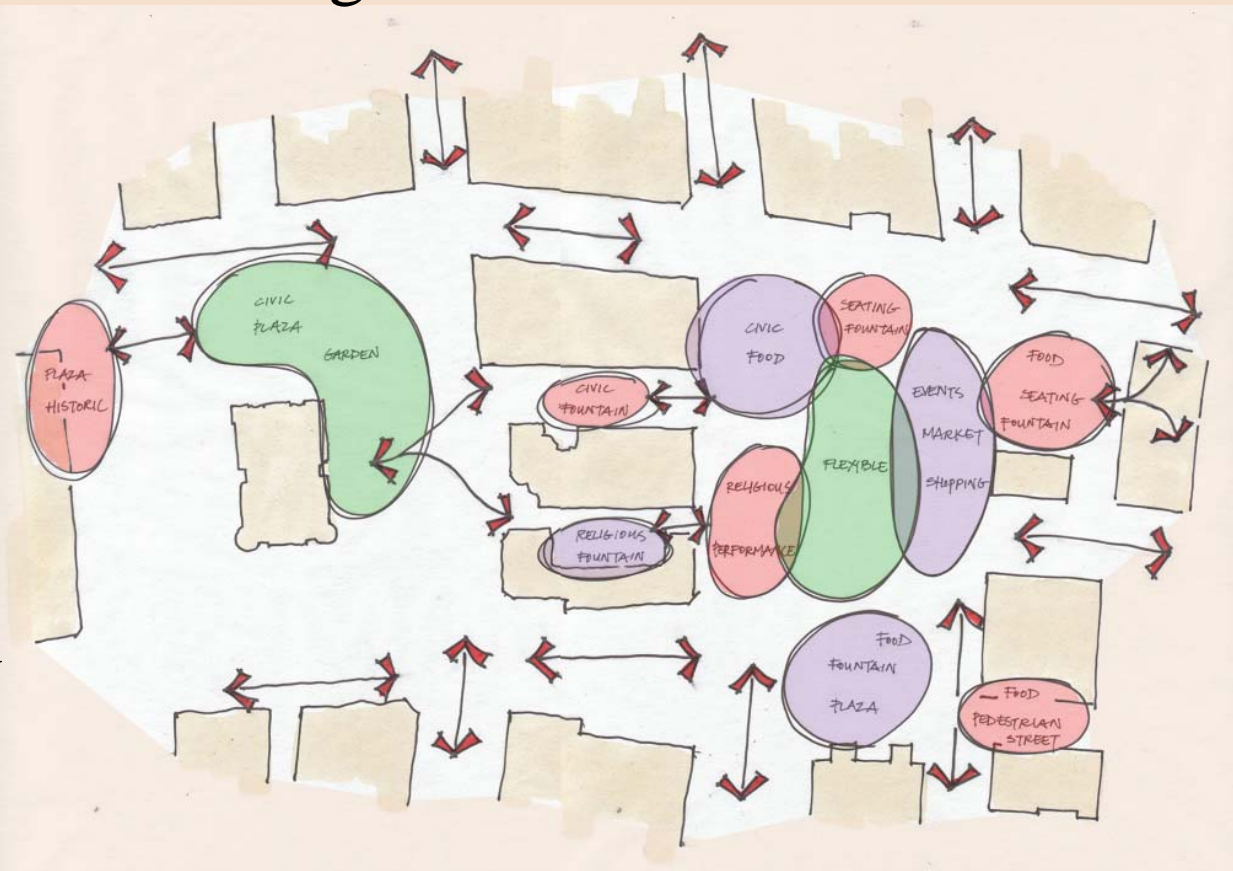 CIVIC
PLAZA
GARDEN
PLAZA
HISTORIC
CIVIC
FOUNTAIN
RELIGIOUS
FOUNTAIN
CIVIC
FOOD
SEATING
FOUNTAIN
FLEXIBLE
RELIGIOUS
PERFORMANCE
EVENTS
MARKET
SHOPPING
FOOD
SEATING
FOUNTAIN
FOOD
FOUNTAIN
PLAZA
FOOD
PEDESTRIAN
STREET